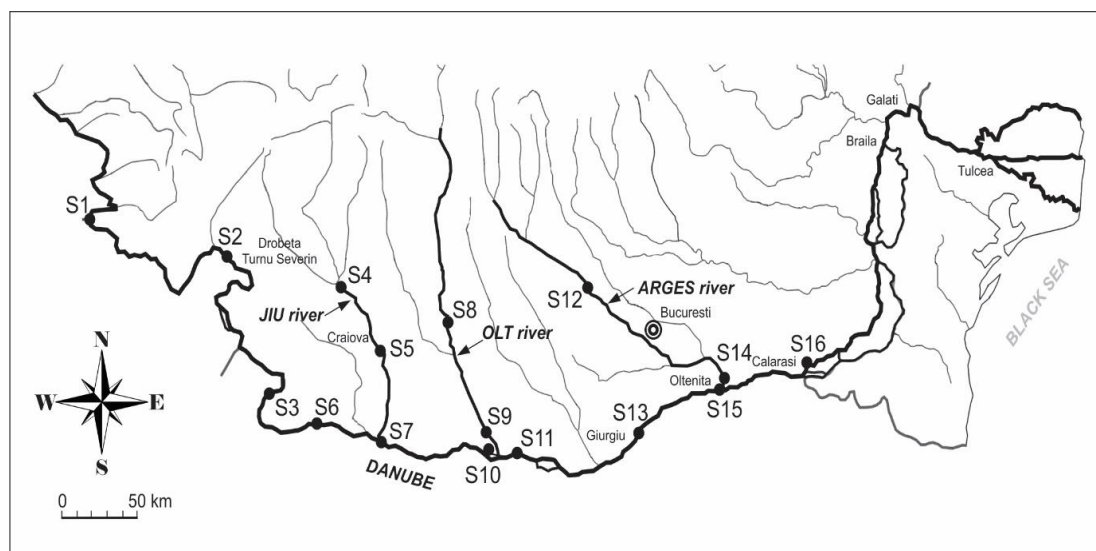 Galati
Braila
Tulcea
S1
S2
Drobeta
Turnu Severin
S4
S12
ARGES river
JIU river
S8
Bucuresti
OLT river
BLACK SEA
Craiova
S5
S16
Calarasi
S14
Oltenita
S15
N
W
E
S
S3
S6
S7
S9
S13
Giurgiu
S10
S11
DANUBE
0
50 km